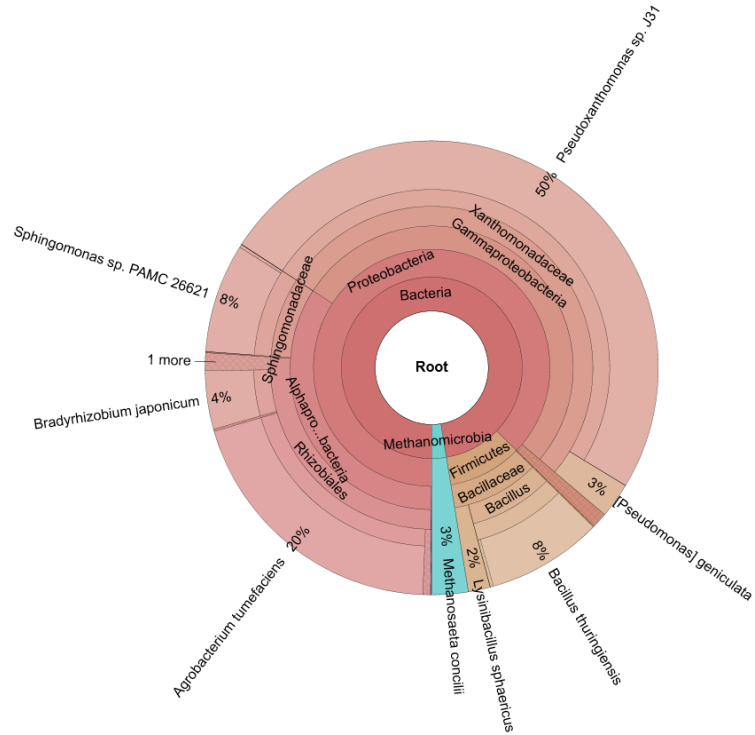 Pseudoxanthomonas sp. J31
50%
Xanthomonadaceae
Gammaproteobacteria
Proteobacteria
Bacteria
Root
Sphingomonas sp. PAMC 26621
8%
Sphingomonadaceae
1 more
Bradyrhizobium japonicum
4%
Alphapro...bacteria
Rhizobiales
Agrobacterium tumefaciens
20%
Methanomicrobia
3%
Methanosaeta concilii
Firmicutes
Bacillaceae
Bacillus
2%
Lysinibacillus sphaericus
8%
Bacillus thuringiensis
3%
[Pseudomonas] geniculata